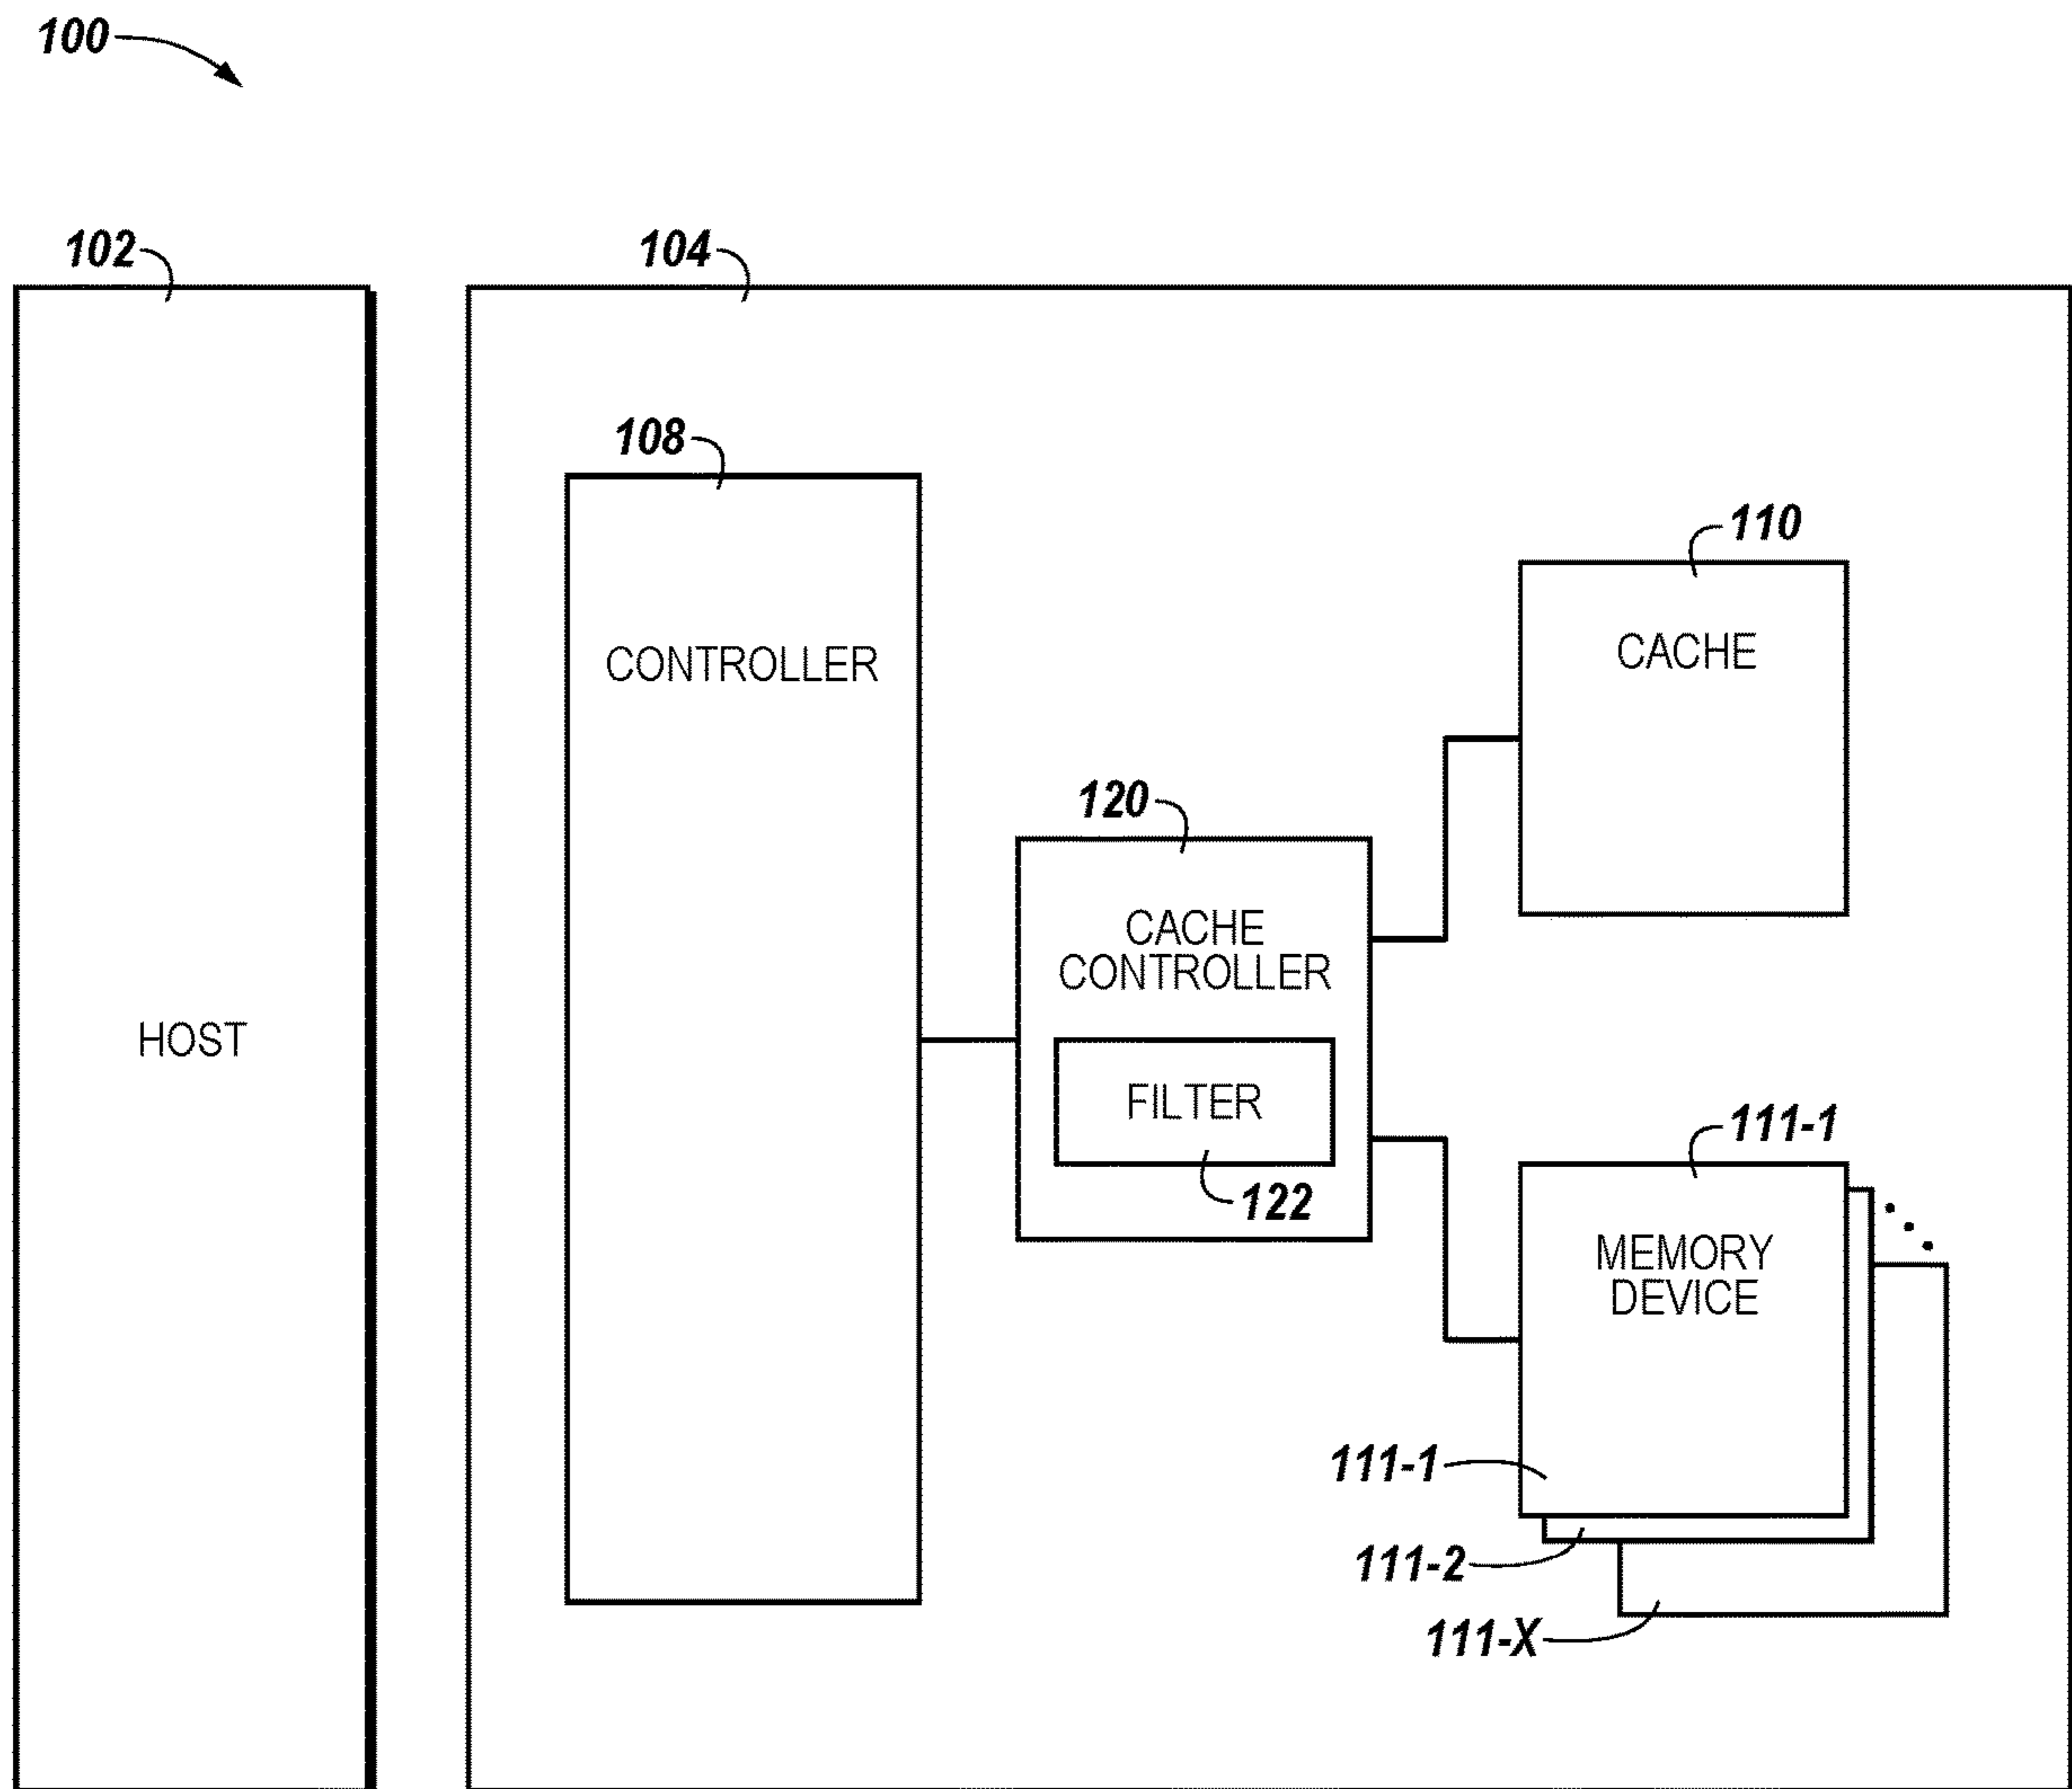 100
102
104
108
110
CONTROLLER
CACHE
120
CACHE
CONTROLLER
HOST
FILTER
111-1
122
MEMORY
DEVICE
111-1
111-2
111-X